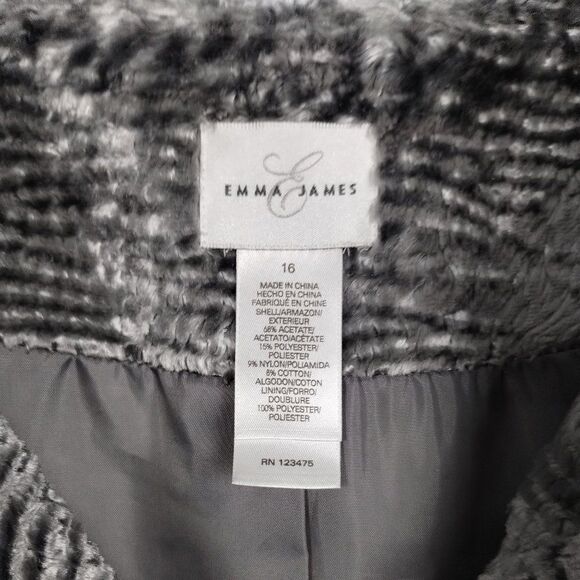 E
EMMA JAMES
16
MADE IN CHINA
HECHO EN CHINA
FABRIQUÉ EN CHINE
SHELL/ARMAZON/
EXTERIEUR
68% ACETATE/
ACETATO/ACÉTATE
15% POLYESTER/
POLIESTER
9% NYLON/POLIAMIDA
8% COTTON/
ALGODON/COTON
LINING/FORRO/
DOUBLURE
100% POLYESTER/
POLIESTER
RN 123475